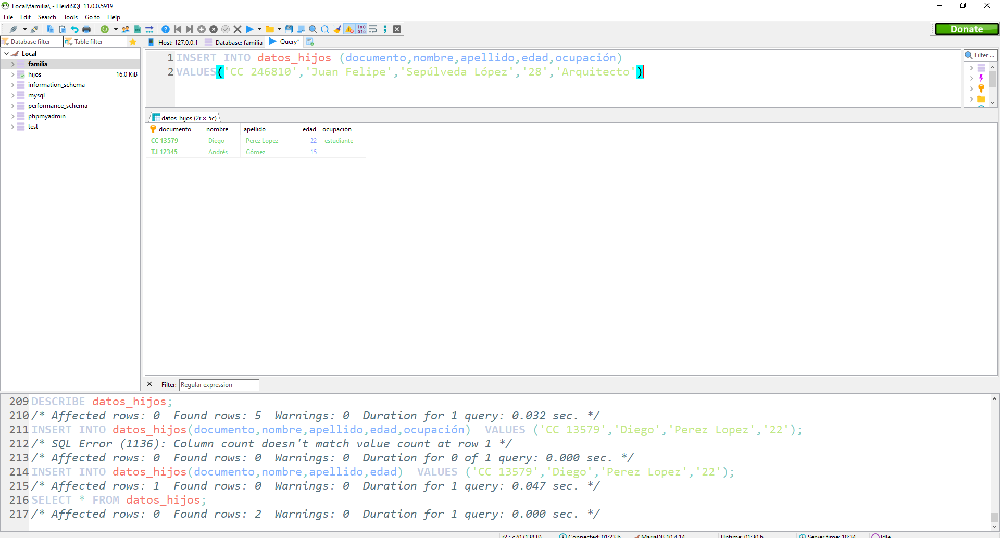 Local\familia\ - HeidiSQL 11.0.0.5919
File Edit Search Tools Go to Help
Donate
Database filter Table filter Host: 127.0.0.1 Database: familia Query*
Local
familia
hijos 16.0 KiB
information_schema
mysql
performance_schema
phpmyadmin
test
1 INSERT INTO datos_hijos (documento,nombre,apellido,edad,ocupación)
2 VALUES('CC 246810','Juan Felipe','Sepúlveda López','28','Arquitecto')
Filter ...
datos_hijos (2r × 5c)
documento nombre apellido edad ocupación
CC 13579 Diego Perez Lopez 22 estudiante
T.I 12345 Andrés Gómez 15
Filter: Regular expression
209 DESCRIBE datos_hijos;
210 /* Affected rows: 0 Found rows: 5 Warnings: 0 Duration for 1 query: 0.032 sec. */
211 INSERT INTO datos_hijos(documento,nombre,apellido,edad,ocupación) VALUES ('CC 13579','Diego','Perez Lopez','22');
212 /* SQL Error (1136): Column count doesn't match value count at row 1 */
213 /* Affected rows: 0 Found rows: 0 Warnings: 0 Duration for 0 of 1 query: 0.000 sec. */
214 INSERT INTO datos_hijos(documento,nombre,apellido,edad) VALUES ('CC 13579','Diego','Perez Lopez','22');
215 /* Affected rows: 1 Found rows: 0 Warnings: 0 Duration for 1 query: 0.047 sec. */
216 SELECT * FROM datos_hijos;
217 /* Affected rows: 0 Found rows: 2 Warnings: 0 Duration for 1 query: 0.000 sec. */
r2 : c70 (138 B) Connected: 01:23 h MariaDB 10.4.14 Uptime: 01:30 h Server time: 18:34 Idle